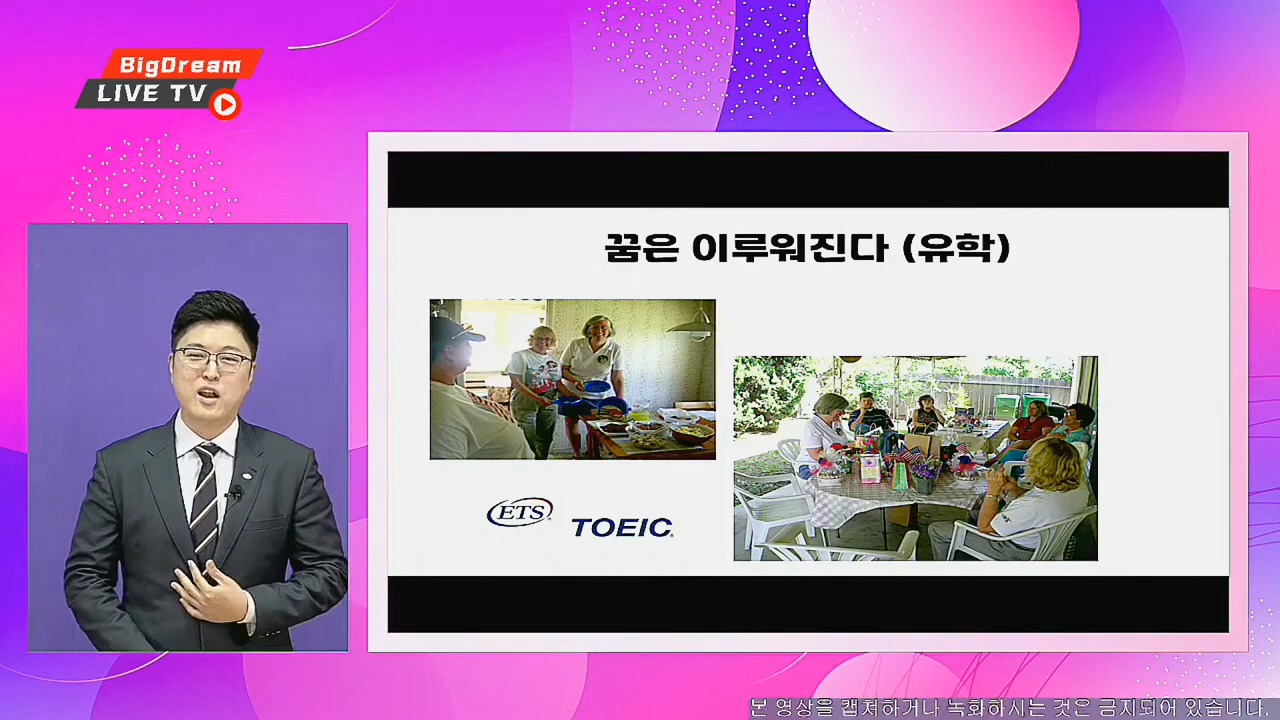 BigDream
LIVE TV
꿈은 이루워진다 (유학)
ETS
TOEIC
본 영상을 캡쳐하거나 녹화하시는 것은 금지되어 있습니다.